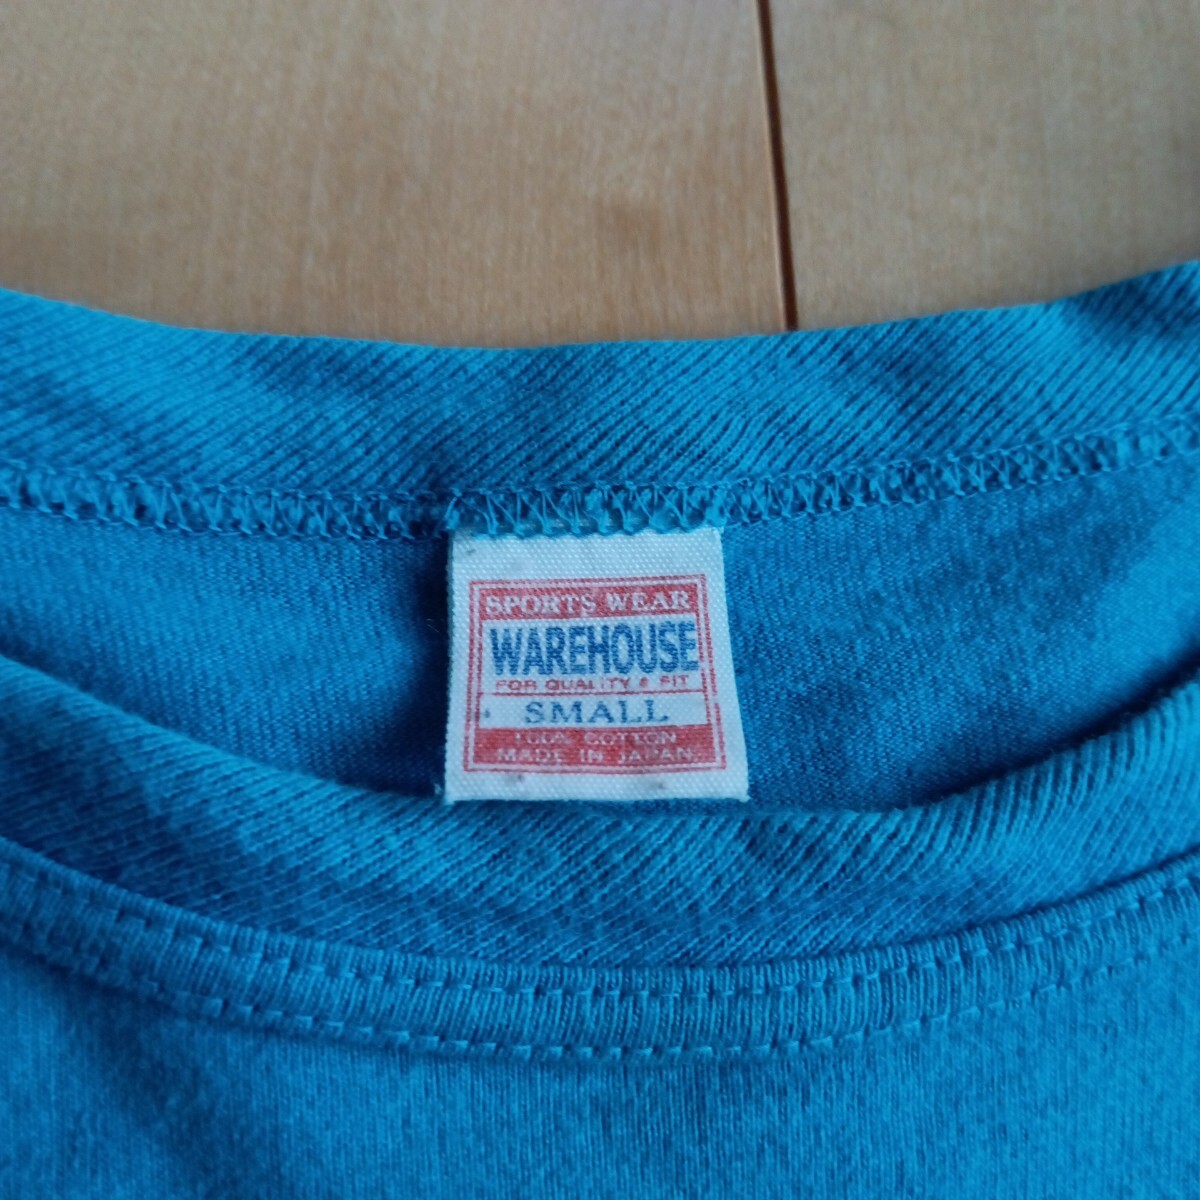 SPORTS WEAR
WAREHOUSE
FOR QUALITY & FIT
SMALL
100% COTTON
MADE IN JAPAN.